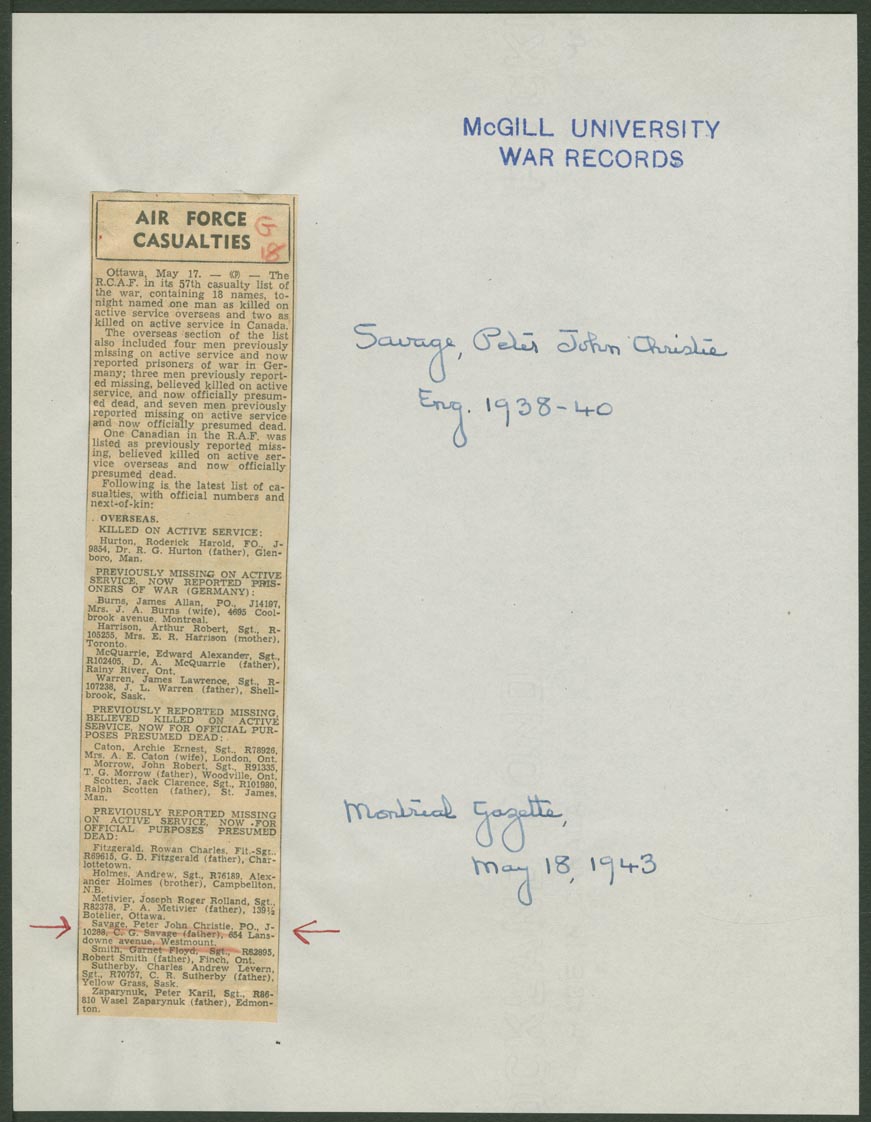 McGILL UNIVERSITY
WAR RECORDS
AIR FORCE
CASUALTIES
G
18
Ottawa, May 17. — (CP) — The
R.C.A.F. in its 57th casualty list of
the war, containing 18 names, to-
night named one man as killed on
active service overseas and two as
killed on active service in Canada.
The overseas section of the list
also included four men previously
missing on active service and now
reported prisoners of war in Ger-
many; three men previously report-
ed missing, believed killed on active
service, and now officially presum-
ed dead, and seven men previously
reported missing on active service
and now officially presumed dead.
One Canadian in the R.A.F. was
listed as previously reported miss-
ing, believed killed on active ser-
vice overseas and now officially
presumed dead.
Following is the latest list of ca-
sualties, with official numbers and
next-of-kin:
OVERSEAS.
KILLED ON ACTIVE SERVICE:
Hurton, Roderick Harold, FO., J-
9854, Dr. R. G. Hurton (father), Glen-
boro, Man.
PREVIOUSLY MISSING ON ACTIVE
SERVICE, NOW REPORTED PRIS-
ONERS OF WAR (GERMANY):
Burns, James Allan, PO., J14197,
Mrs. J. A. Burns (wife), 4695 Cool-
brook avenue, Montreal.
Harrison, Arthur Robert, Sgt., R-
105255, Mrs. E. R. Harrison (mother),
Toronto.
McQuarrie, Edward Alexander, Sgt.,
R102405, D. A. McQuarrie (father),
Rainy River, Ont.
Warren, James Lawrence, Sgt., R-
107238, J. L. Warren (father), Shell-
brook, Sask.
PREVIOUSLY REPORTED MISSING,
BELIEVED KILLED ON ACTIVE
SERVICE, NOW FOR OFFICIAL PUR-
POSES PRESUMED DEAD:
Caton, Archie Ernest, Sgt., R78926,
Mrs. A. E. Caton (wife), London, Ont.
Morrow, John Robert, Sgt., R91335,
T. G. Morrow (father), Woodville, Ont.
Scotten, Jack Clarence, Sgt., R101980,
Ralph Scotten (father), St. James,
Man.
PREVIOUSLY REPORTED MISSING
ON ACTIVE SERVICE, NOW FOR
OFFICIAL PURPOSES PRESUMED
DEAD:
Fitzgerald, Rowan Charles, Flt.-Sgt.,
R69615, G. D. Fitzgerald (father), Char-
lottetown.
Holmes, Andrew, Sgt., R76189, Alex-
ander Holmes (brother), Campbellton,
N.B.
Metivier, Joseph Roger Rolland, Sgt.,
R82378, P. A. Metivier (father), 139½
Botelier, Ottawa.
Savage, Peter John Christie, PO., J-
10288, C. G. Savage (father), 654 Lans-
downe avenue, Westmount.
Smith, Garnet Floyd, Sgt., R62895,
Robert Smith (father), Finch, Ont.
Sutherby, Charles Andrew Levern,
Sgt., R70757, C. R. Sutherby (father),
Yellow Grass, Sask.
Zaparynuk, Peter Karil, Sgt., R86-
810 Wasel Zaparynuk (father), Edmon-
ton.
Savage, Peter John Christie
Eng. 1938-40
Montreal Gazette,
May 18, 1943